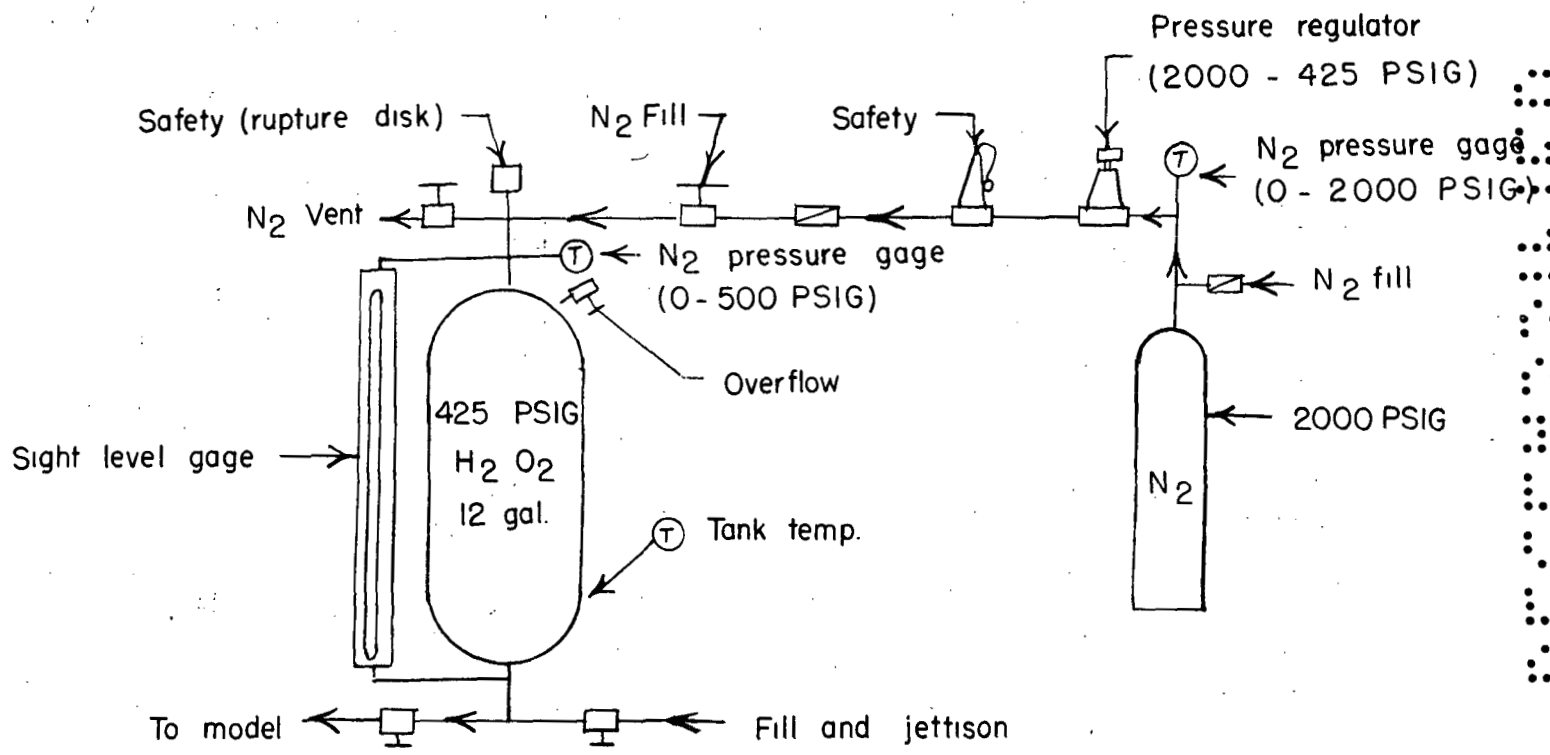 Pressure regulator
(2000 - 425 PSIG)
Safety (rupture disk)
N2 Fill
Safety
T
N2 pressure gage
(0 - 2000 PSIG)
N2 Vent
T
N2 pressure gage
(0 - 500 PSIG)
N2 fill
Overflow
425 PSIG
H2 O2
12 gal.
2000 PSIG
Sight level gage
N2
T
Tank temp.
To model
Fill and jettison